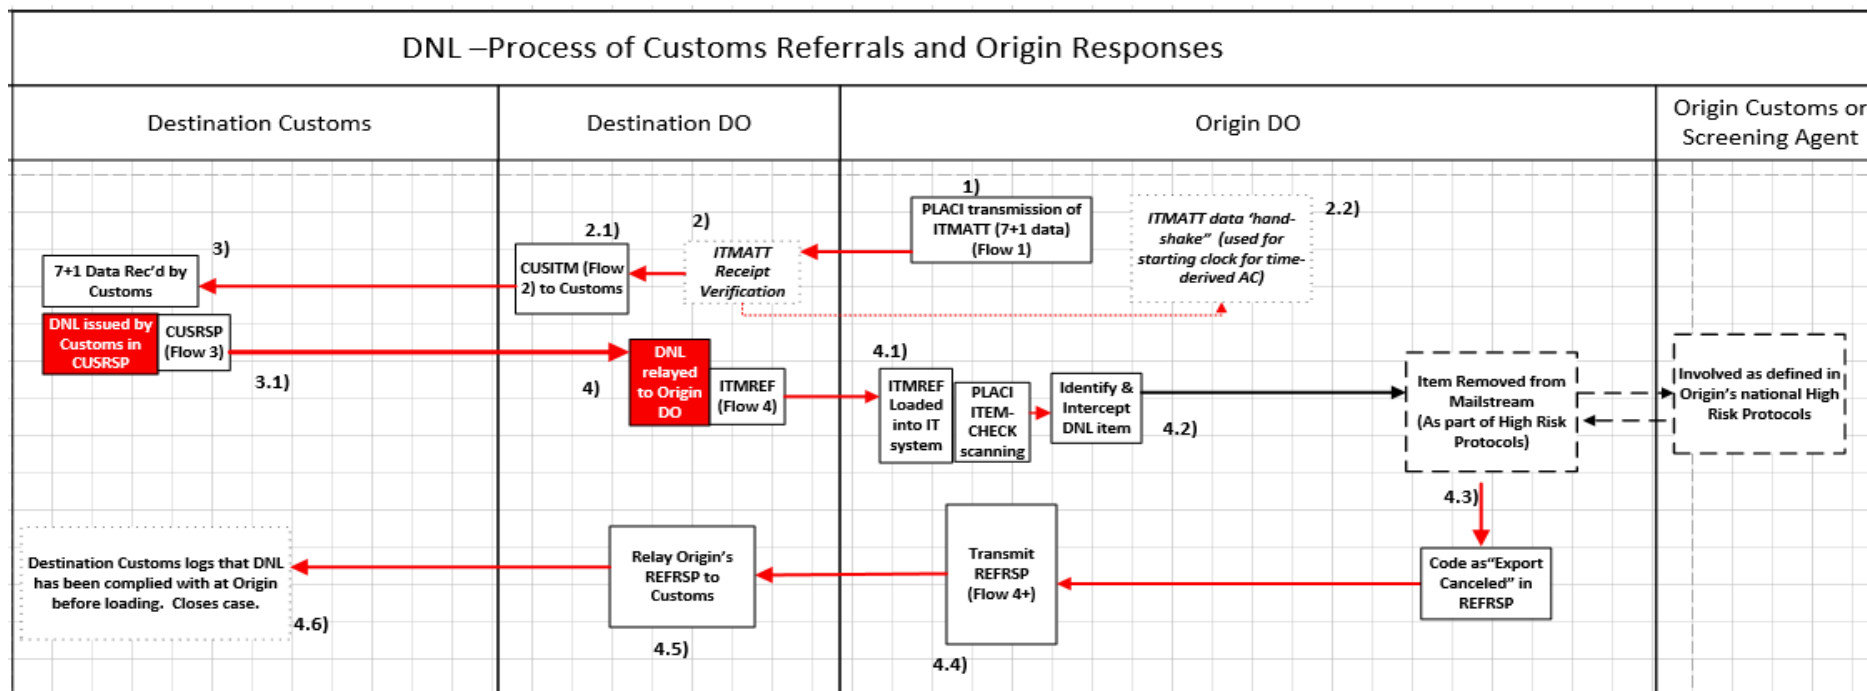 DNL –Process of Customs Referrals and Origin Responses
Destination Customs
Destination DO
Origin DO
Origin Customs or
Screening Agent
1)
PLACI transmission of
ITMATT (7+1 data)
(Flow 1)
ITMATT data ‘hand-
shake” (used for
starting clock for time-
derived AC)
2.2)
2)
ITMATT
Receipt
Verification
2.1)
CUSITM (Flow
2) to Customs
3)
7+1 Data Rec’d by
Customs
DNL issued by
Customs in
CUSRSP
CUSRSP
(Flow 3)
3.1)
4)
DNL
relayed
to Origin
DO
ITMREF
(Flow 4)
4.1)
ITMREF
Loaded
into IT
system
PLACI
ITEM-
CHECK
scanning
Identify &
Intercept
DNL item
4.2)
Item Removed from
Mailstream
(As part of High Risk
Protocols)
Involved as defined in
Origin’s national High
Risk Protocols
4.3)
Code as“Export
Canceled” in
REFRSP
Transmit
REFRSP
(Flow 4+)
4.4)
Relay Origin’s
REFRSP to
Customs
4.5)
Destination Customs logs that DNL
has been complied with at Origin
before loading.  Closes case.
4.6)